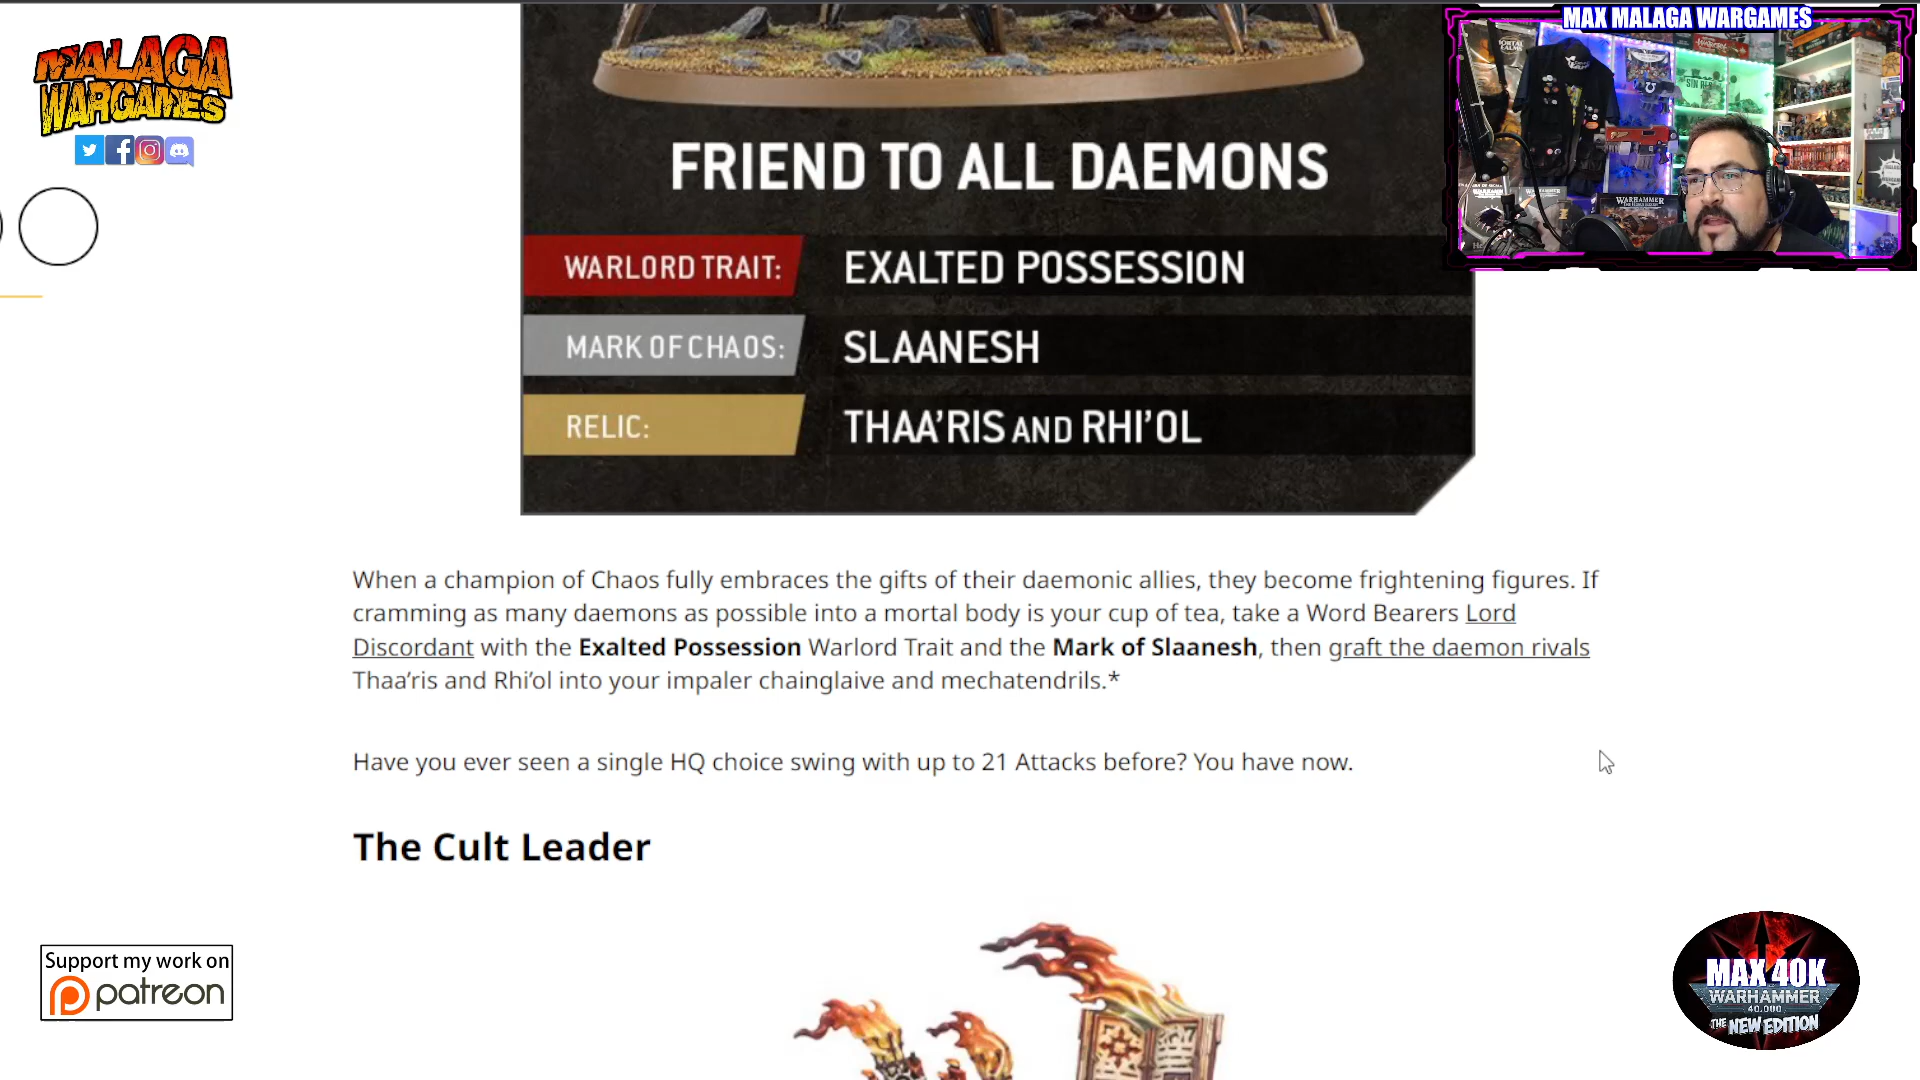 MAX MALAGA WARGAMES
MALAGA
WARGAMES
FRIEND TO ALL DAEMONS
WARLORD TRAIT: EXALTED POSSESSION
MARK OF CHAOS: SLAANESH
RELIC: THAA'RIS AND RHI'OL
When a champion of Chaos fully embraces the gifts of their daemonic allies, they become frightening figures. If
cramming as many daemons as possible into a mortal body is your cup of tea, take a Word Bearers Lord
Discordant with the Exalted Possession Warlord Trait and the Mark of Slaanesh, then graft the daemon rivals
Thaa’ris and Rhi’ol into your impaler chainglaive and mechatendrils.*
Have you ever seen a single HQ choice swing with up to 21 Attacks before? You have now.
The Cult Leader
Support my work on
patreon
MAX 40K
WARHAMMER
40,000
THE NEW EDITION
WARHAMMER